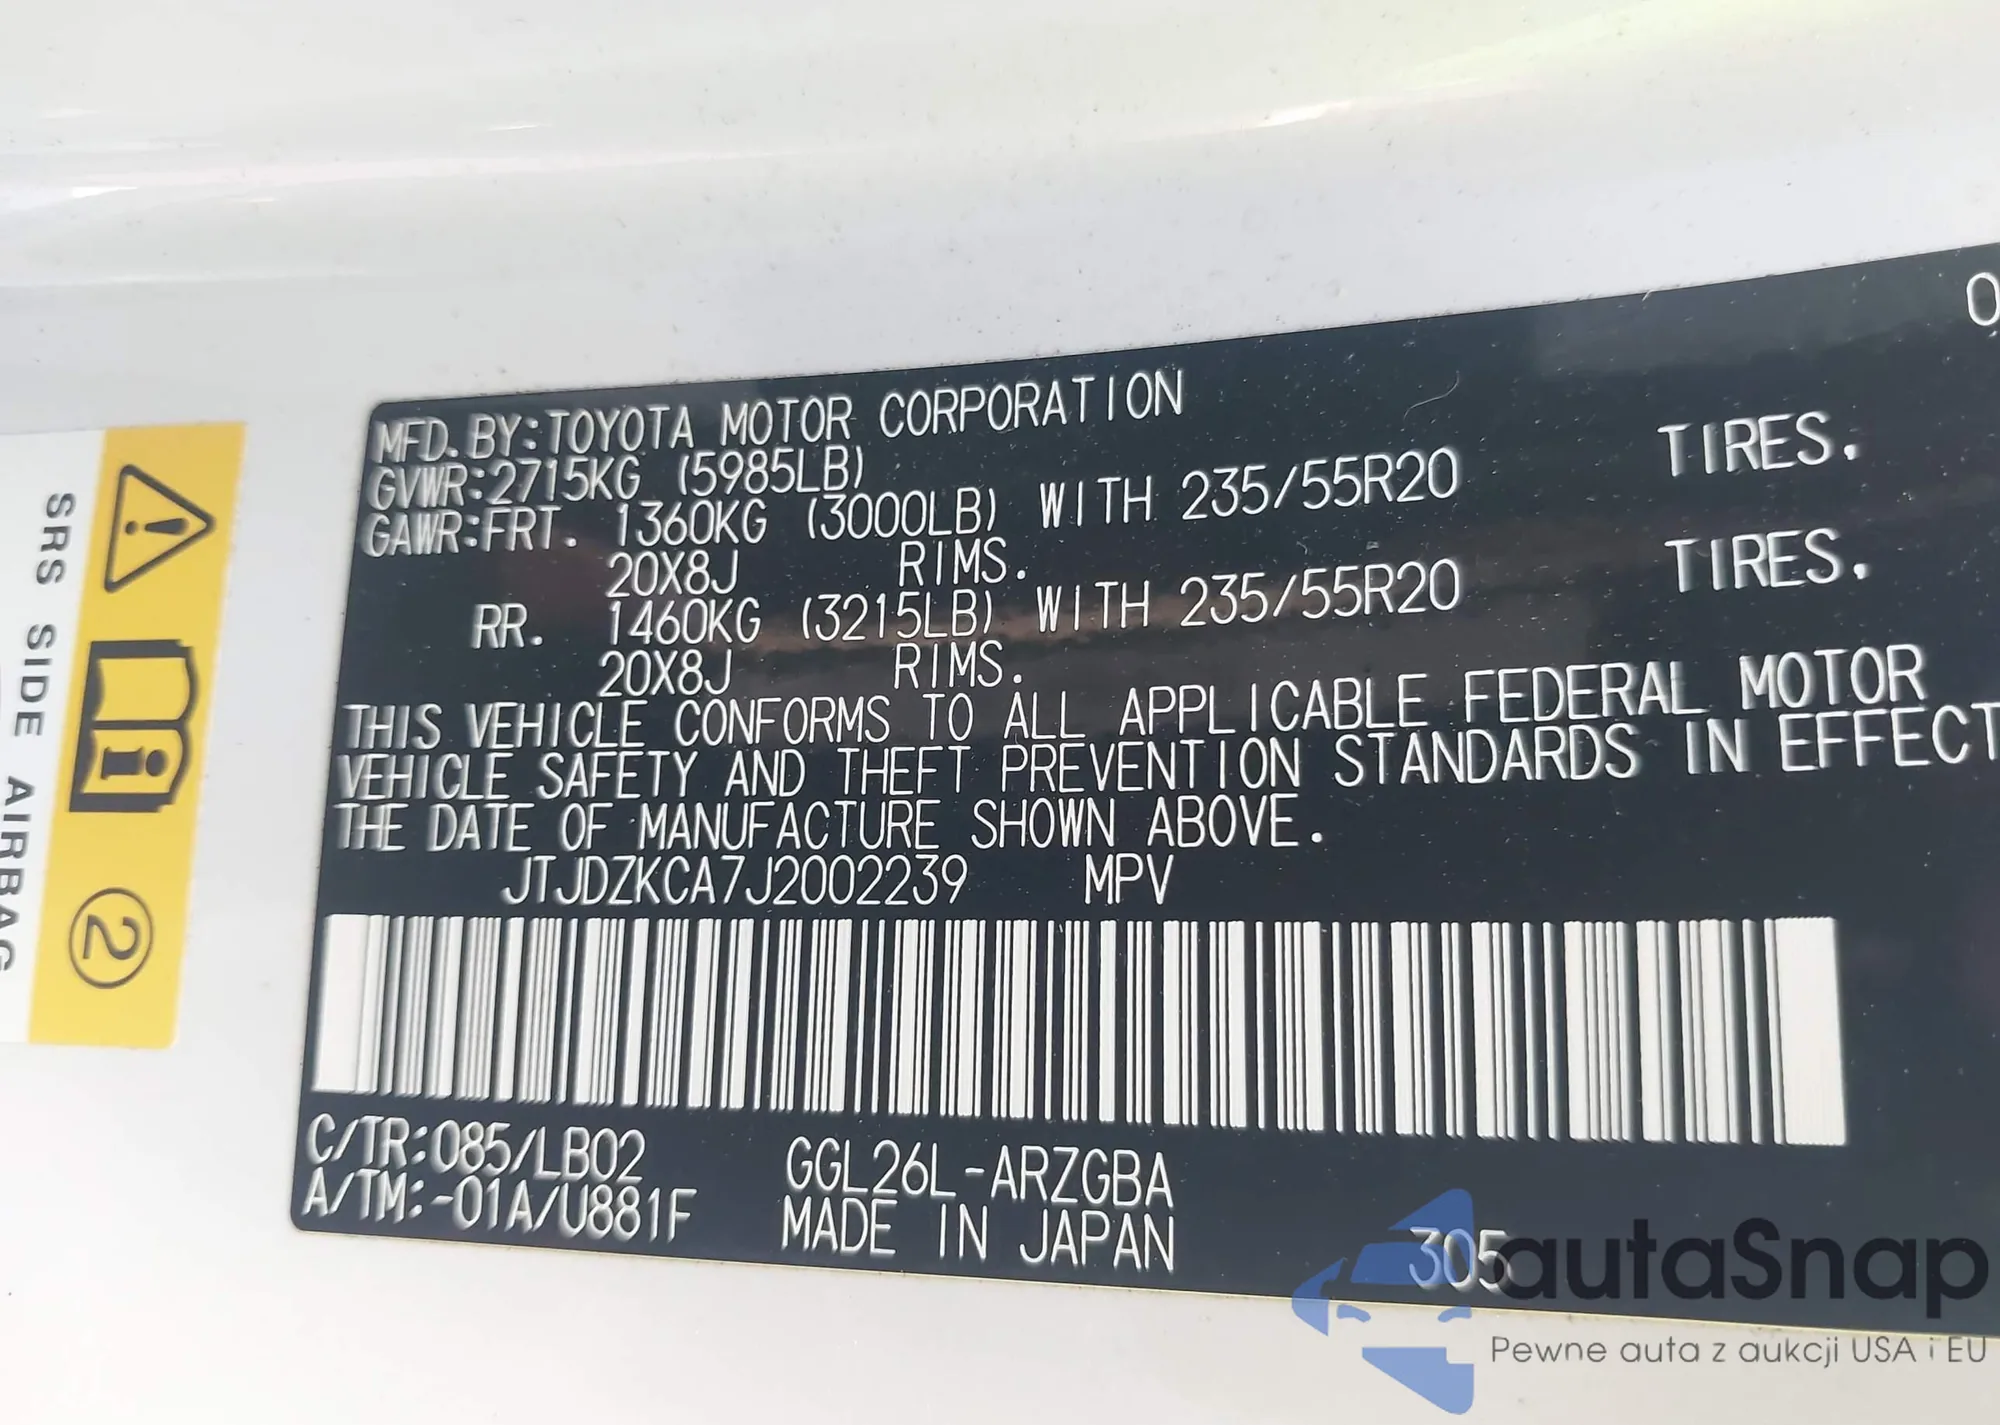 0
MFD. BY:TOYOTA MOTOR CORPORATION
GVWR:2715KG (5985LB)
GAWR:FRT. 1360KG (3000LB) WITH 235/55R20 TIRES.
20X8J RIMS.
RR. 1460KG (3215LB) WITH 235/55R20 TIRES.
20X8J RIMS.
THIS VEHICLE CONFORMS TO ALL APPLICABLE FEDERAL MOTOR
VEHICLE SAFETY AND THEFT PREVENTION STANDARDS IN EFFECT
THE DATE OF MANUFACTURE SHOWN ABOVE.
JTJDZKCA7J2002239 MPV
C/TR:085/LB02 GGL26L-ARZGBA
A/TM:-01A/U881F MADE IN JAPAN 305
SRS SIDE AIRBAG
2
autaSnap
Pewne auta z aukcji USA i EU